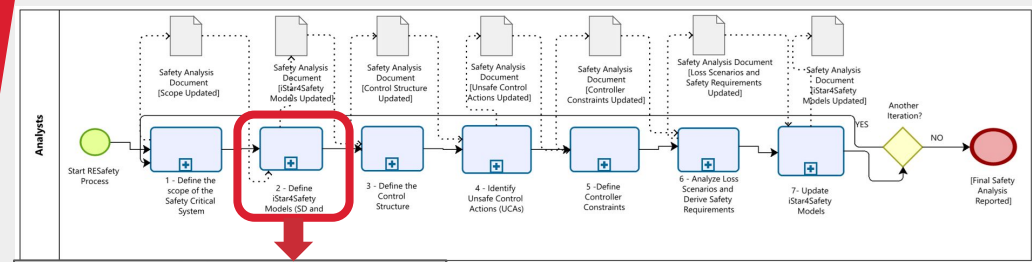 Analysts
Start RESafety
Process
Safety Analysis
Document
[Scope Updated]
Safety Analysis
Document
[iStar4Safety
Models Updated]
Safety Analysis
Document
[Control Structure
Updated]
Safety Analysis
Document
[Unsafe Control
Actions Updated]
Safety Analysis
Document
[Controller
Constraints Updated]
Safety Analysis Document
[Loss Scenarios and
Safety Requirements
Updated]
Safety Analysis
Document
[iStar4Safety
Models Updated]
1 - Define the
scope of the
Safety Critical
System
2 - Define
iStar4Safety
Models (SD and
3 - Define the
Control
Structure
4 - Identify
Unsafe Control
Actions (UCAs)
5 -Define
Controller
Constraints
6 - Analyze Loss
Scenarios and
Derive Safety
Requirements
7- Update
iStar4Safety
Models
Another
Iteration?
YES
NO
[Final Safety
Analysis
Reported]